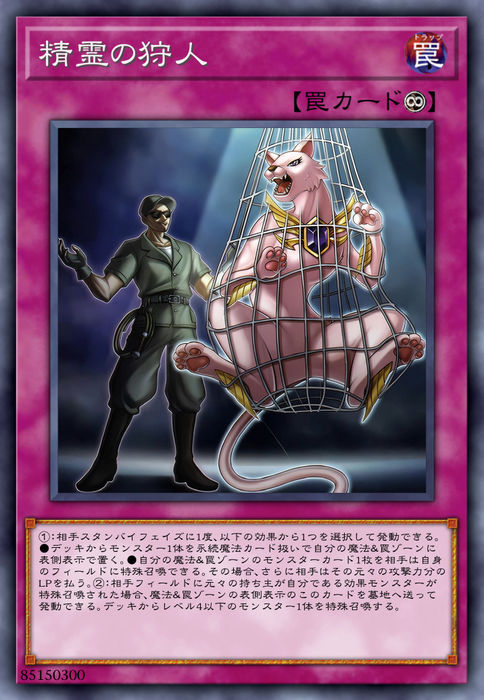 精霊の狩人
トラップ
罠
【罠カード】
①:相手スタンバイフェイズに1度、以下の効果から1つを選択して発動できる。
●デッキからモンスター1体を永続魔法カード扱いで自分の魔法&罠ゾーンに
表側表示で置く。●自分の魔法&罠ゾーンのモンスターカード1枚を相手は自身
のフィールドに特殊召喚できる。その場合、さらに相手はその元々の攻撃力分の
LPを払う。②:相手フィールドに元々の持ち主が自分である効果モンスターが
特殊召喚された場合、魔法&罠ゾーンの表側表示のこのカードを墓地へ送って
発動できる。デッキからレベル4以下のモンスター1体を特殊召喚する。
85150300